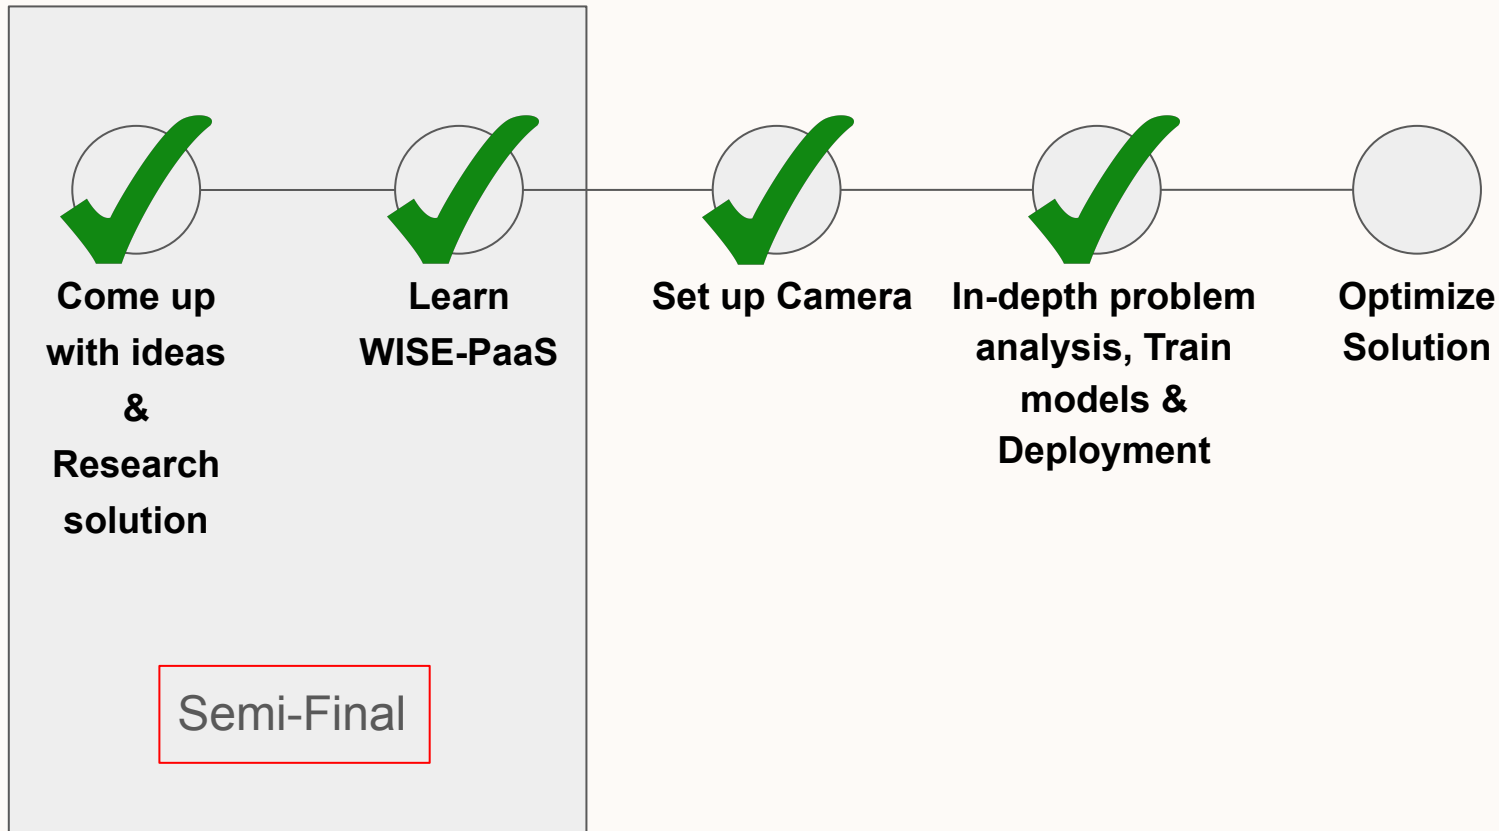 Come up
with ideas
&
Research
solution
Learn
WISE-PaaS
Set up Camera
In-depth problem
analysis, Train
models &
Deployment
Optimize
Solution
Semi-Final